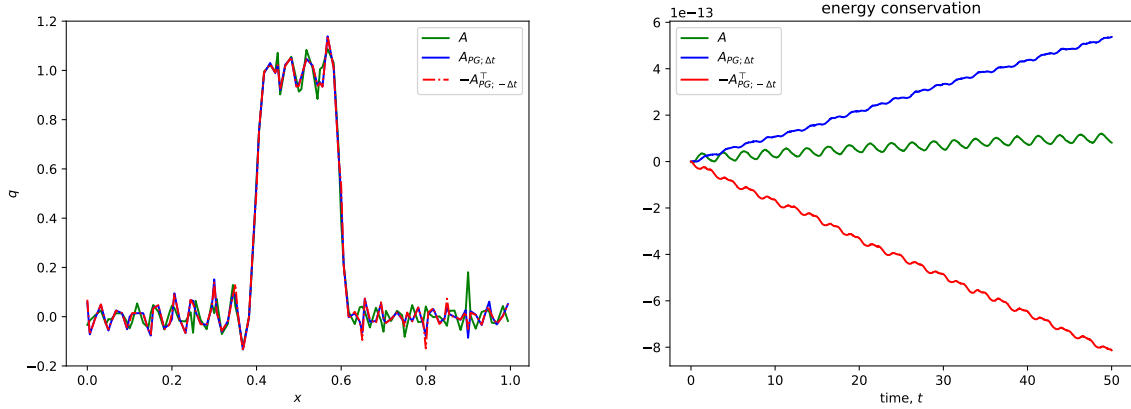 A
A_{PG; Δt}
−A^⊤_{PG; −Δt}
1.2
1.0
0.8
0.6
0.4
0.2
0.0
−0.2
q
0.0 0.2 0.4 0.6 0.8 1.0
x
energy conservation
1e−13
A
A_{PG; Δt}
−A^⊤_{PG; −Δt}
6
4
2
0
−2
−4
−6
−8
0 10 20 30 40 50
time, t